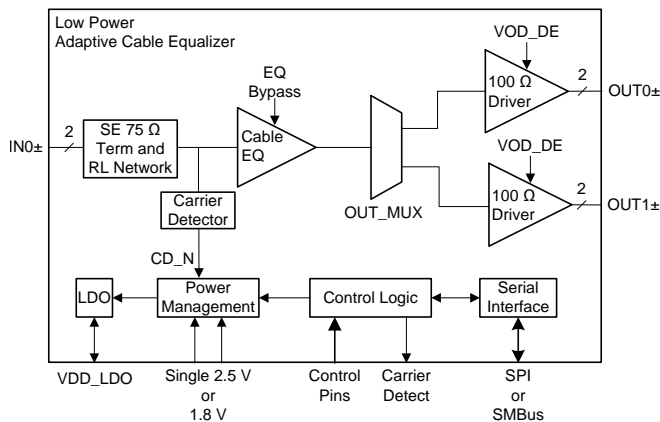 Low Power
Adaptive Cable Equalizer
VOD_DE
EQ
Bypass
2
100 Ω
Driver
OUT0±
2
IN0±
SE 75 Ω
Term and
RL Network
Cable
EQ
VOD_DE
2
100 Ω
Driver
OUT1±
Carrier
Detector
OUT_MUX
CD_N
LDO
Power
Management
Control Logic
Serial
Interface
VDD_LDO
Single 2.5 V
or
1.8 V
Control
Pins
Carrier
Detect
SPI
or
SMBus